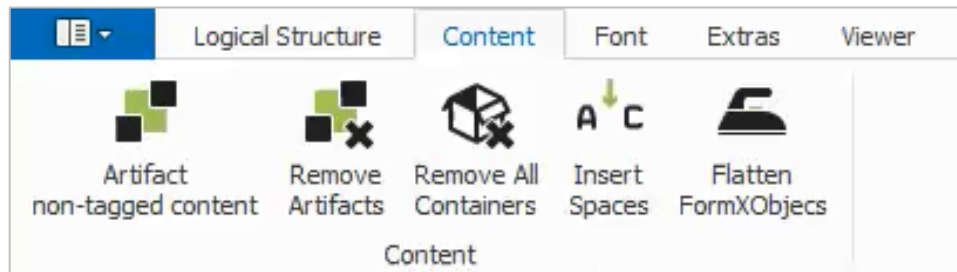 Logical Structure Content Font Extras Viewer
A C
Artifact Remove Remove All Insert Flatten
non-tagged content Artifacts Containers Spaces FormXObjecs
Content